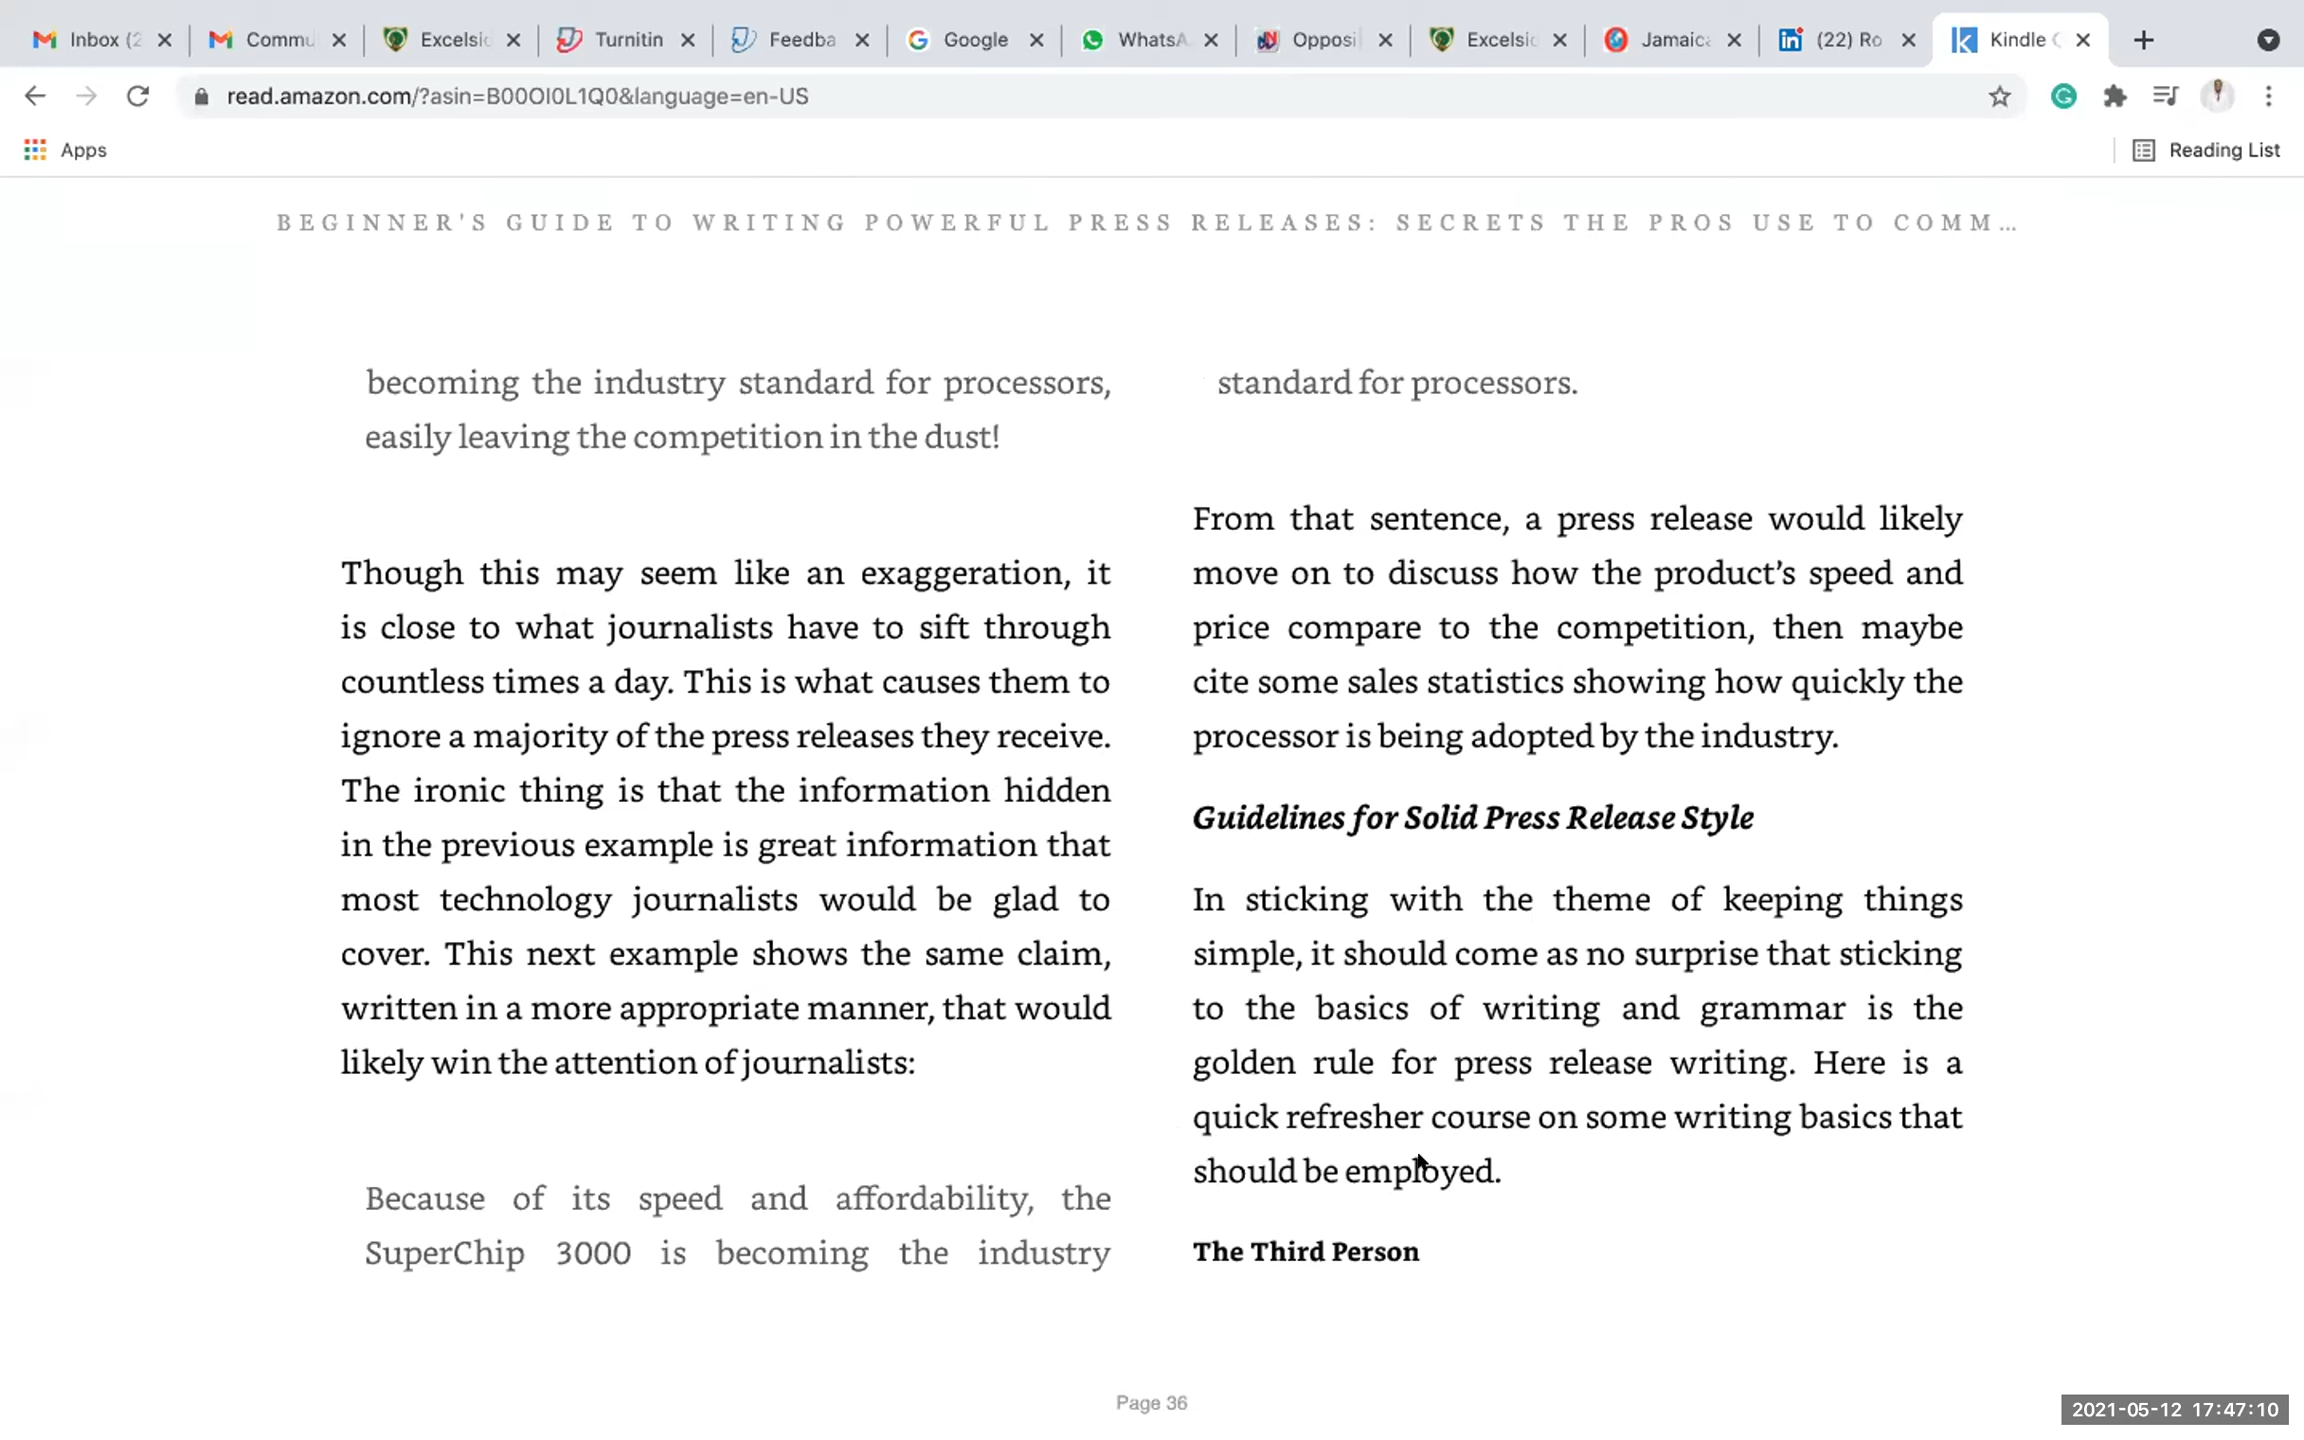 Inbox (2
Commu
Excelsic
Turnitin
Feedba
Google
WhatsA
Opposi
Excelsic
Jamaica
(22) Ro
Kindle C
read.amazon.com/?asin=B00OI0L1Q0&language=en-US
Apps
Reading List
BEGINNER'S GUIDE TO WRITING POWERFUL PRESS RELEASES: SECRETS THE PROS USE TO COMM...
becoming the industry standard for processors,
easily leaving the competition in the dust!
Though this may seem like an exaggeration, it
is close to what journalists have to sift through
countless times a day. This is what causes them to
ignore a majority of the press releases they receive.
The ironic thing is that the information hidden
in the previous example is great information that
most technology journalists would be glad to
cover. This next example shows the same claim,
written in a more appropriate manner, that would
likely win the attention of journalists:
Because of its speed and affordability, the
SuperChip 3000 is becoming the industry
standard for processors.
From that sentence, a press release would likely
move on to discuss how the product’s speed and
price compare to the competition, then maybe
cite some sales statistics showing how quickly the
processor is being adopted by the industry.
Guidelines for Solid Press Release Style
In sticking with the theme of keeping things
simple, it should come as no surprise that sticking
to the basics of writing and grammar is the
golden rule for press release writing. Here is a
quick refresher course on some writing basics that
should be employed.
The Third Person
Page 36
2021-05-12 17:47:10